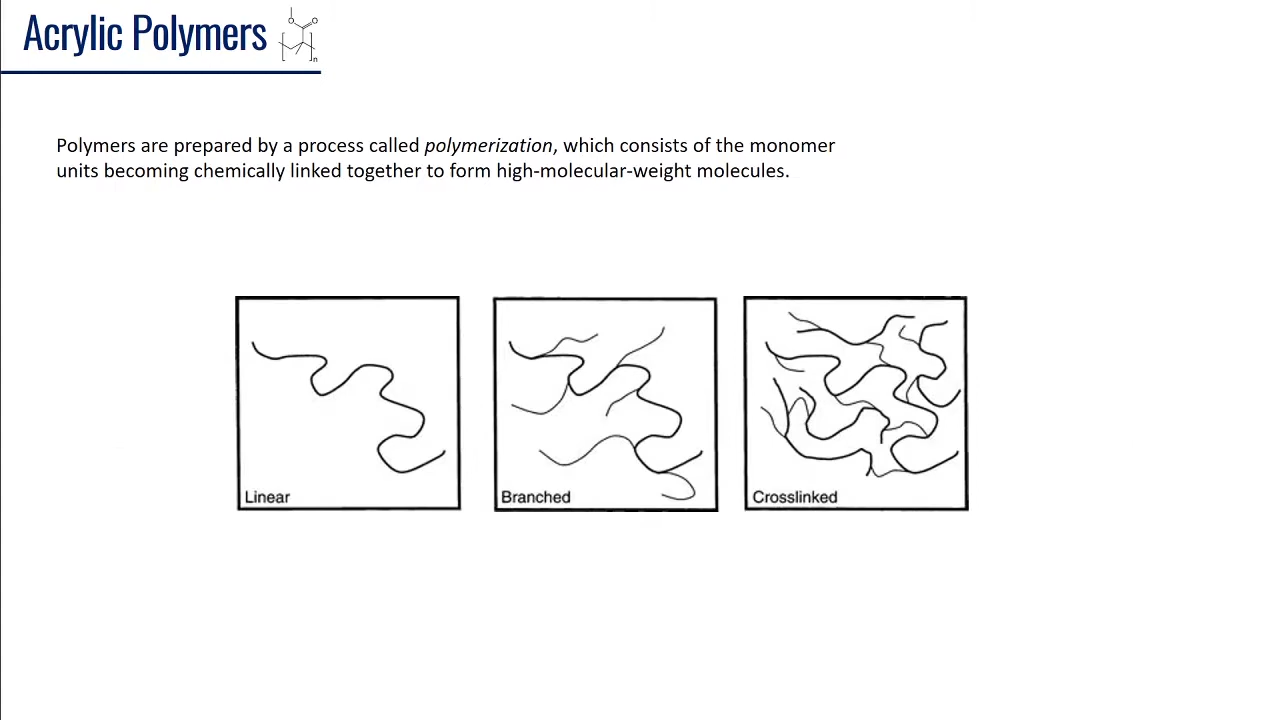 Acrylic Polymers
O
O
n
Polymers are prepared by a process called polymerization, which consists of the monomer
units becoming chemically linked together to form high-molecular-weight molecules.
Linear
Branched
Crosslinked